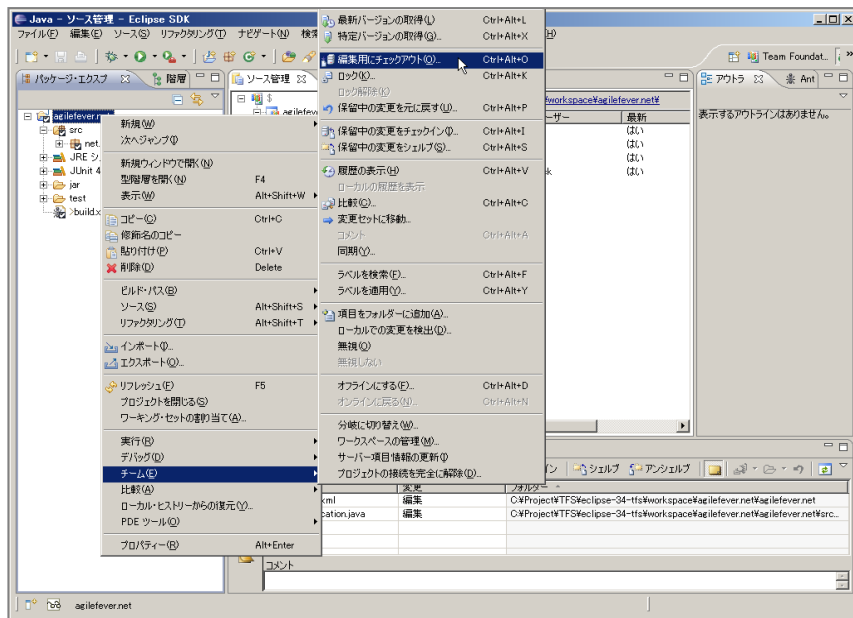 Java - ソース管理 - Eclipse SDK
ファイル(F) 編集(E) ソース(S) リファクタリング(T) ナビゲート(N) 検索
H)
Team Foundat...
パッケージ・エクスプ
階層
ソース管理
アウトラ
Ant
agilefever.net
src
net.
JRE シ
JUnit 4
jar
test
>build.x
$
agilefev
workspace¥agilefever.net¥
ーザー
最新
はい
はい
はい
はい
表示するアウトラインはありません。
新規(W)
次へジャンプ(I)
新規ウィンドウで開く(N)
型階層を開く(N) F4
表示(W) Alt+Shift+W
コピー(C) Ctrl+C
修飾名のコピー
貼り付け(P) Ctrl+V
削除(D) Delete
ビルド・パス(B)
ソース(S) Alt+Shift+S
リファクタリング(T) Alt+Shift+T
インポート(I)...
エクスポート(O)...
リフレッシュ(F) F5
プロジェクトを閉じる(S)
ワーキング・セットの割り当て(A)...
実行(R)
デバッグ(D)
チーム(E)
比較(A)
ローカル・ヒストリーからの復元(Y)...
PDE ツール(O)
プロパティー(R) Alt+Enter
最新バージョンの取得(L) Ctrl+Alt+L
特定バージョンの取得(G)... Ctrl+Alt+X
編集用にチェックアウト(O)... Ctrl+Alt+O
ロック(K)... Ctrl+Alt+K
ロック解除(K)
保留中の変更を元に戻す(U)... Ctrl+Alt+P
保留中の変更をチェックイン(I)... Ctrl+Alt+I
保留中の変更をシェルブ(S)... Ctrl+Alt+S
履歴の表示(H) Ctrl+Alt+V
ローカルの履歴を表示
比較(C)... Ctrl+Alt+C
変更セットに移動...
コメント Ctrl+Alt+A
同期(Y)...
ラベルを検索(F)... Ctrl+Alt+F
ラベルを適用(Y)... Ctrl+Alt+Y
項目をフォルダーに追加(A)...
ローカルでの変更を検出(D)...
無視(O)
無視しない
オフラインにする(F)... Ctrl+Alt+D
オンラインに戻る(N)... Ctrl+Alt+N
分岐に切り替え(W)...
ワークスペースの管理(M)...
サーバー項目情報の更新(I)
プロジェクトの接続を完全に解除(D)...
イン シェルブ アンシェルブ
変更 フォルダー
xml 編集 C:¥Project¥TFS¥eclipse-34-tfs¥workspace¥agilefever.net¥agilefever.net
cation.java 編集 C:¥Project¥TFS¥eclipse-34-tfs¥workspace¥agilefever.net¥agilefever.net¥src...
コメント
agilefever.net